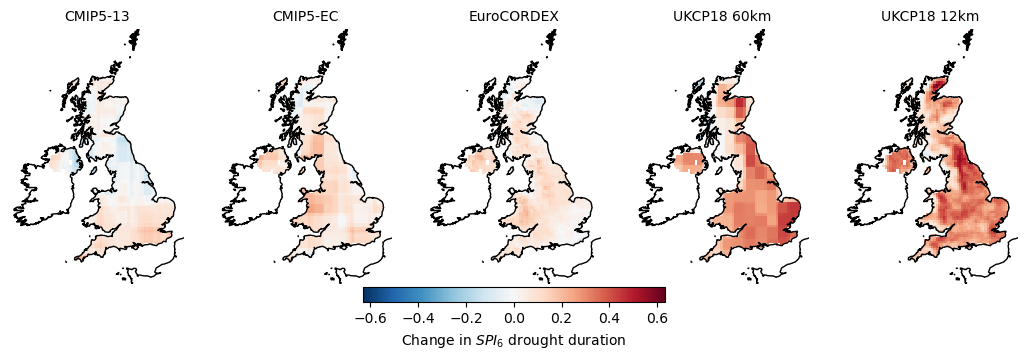 CMIP5-13 CMIP5-EC EuroCORDEX UKCP18 60km UKCP18 12km
−0.6 −0.4 −0.2 0.0 0.2 0.4 0.6
Change in SPI₆ drought duration